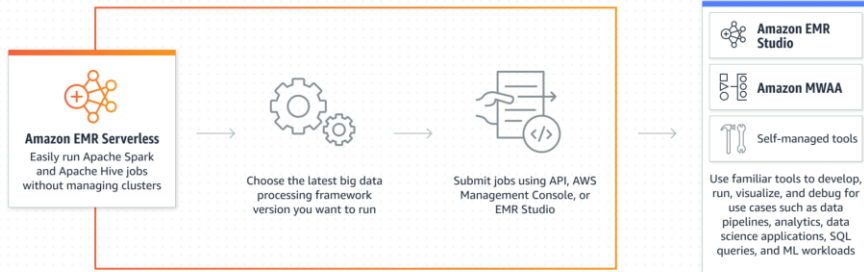 Amazon EMR Serverless
Easily run Apache Spark
and Apache Hive jobs
without managing clusters
Choose the latest big data
processing framework
version you want to run
Submit jobs using API, AWS
Management Console, or
EMR Studio
</>
Amazon EMR
Studio
Amazon MWAA
Self-managed tools
Use familiar tools to develop,
run, visualize, and debug for
use cases such as data
pipelines, analytics, data
science applications, SQL
queries, and ML workloads